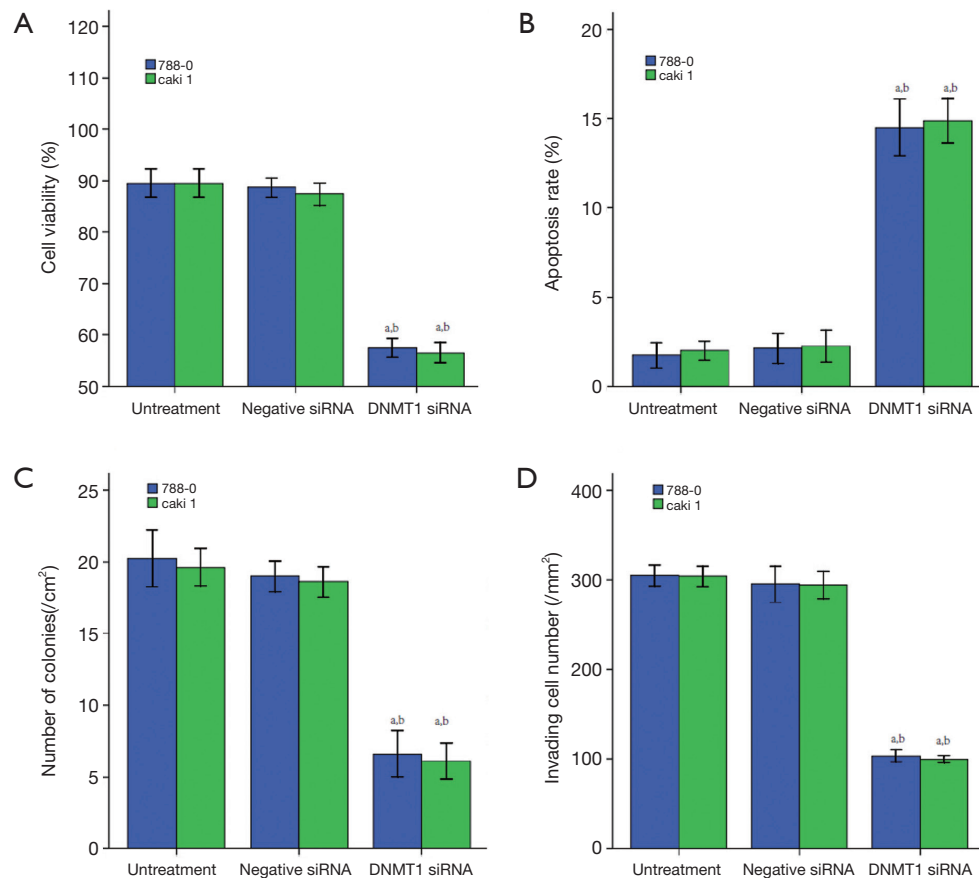 A
120
110
100
90
80
70
60
50
Cell viability (%)
788-0
caki 1
a,b
a,b
Untreatment
Negative siRNA
DNMT1 siRNA
B
20
15
10
5
0
Apoptosis rate (%)
788-0
caki 1
a,b
a,b
Untreatment
Negative siRNA
DNMT1 siRNA
C
25
20
15
10
5
0
Number of colonies(/cm²)
788-0
caki 1
a,b
a,b
Untreatment
Negative siRNA
DNMT1 siRNA
D
400
300
200
100
0
Invading cell number (/mm²)
788-0
caki 1
a,b
a,b
Untreatment
Negative siRNA
DNMT1 siRNA